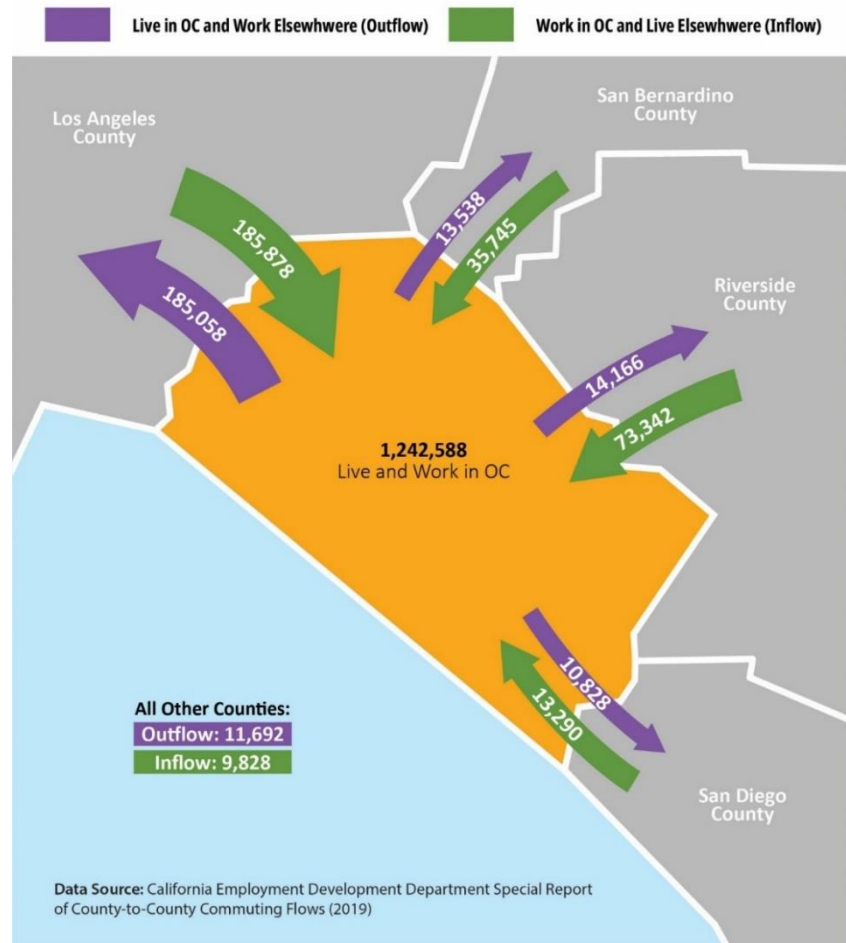 Live in OC and Work Elsewhwere (Outflow)
Work in OC and Live Elsewhwere (Inflow)
Los Angeles
County
San Bernardino
County
13,538
35,745
185,878
185,058
Riverside
County
14,166
73,342
1,242,588
Live and Work in OC
10,828
13,290
All Other Counties:
Outflow: 11,692
Inflow: 9,828
San Diego
County
Data Source: California Employment Development Department Special Report
of County-to-County Commuting Flows (2019)